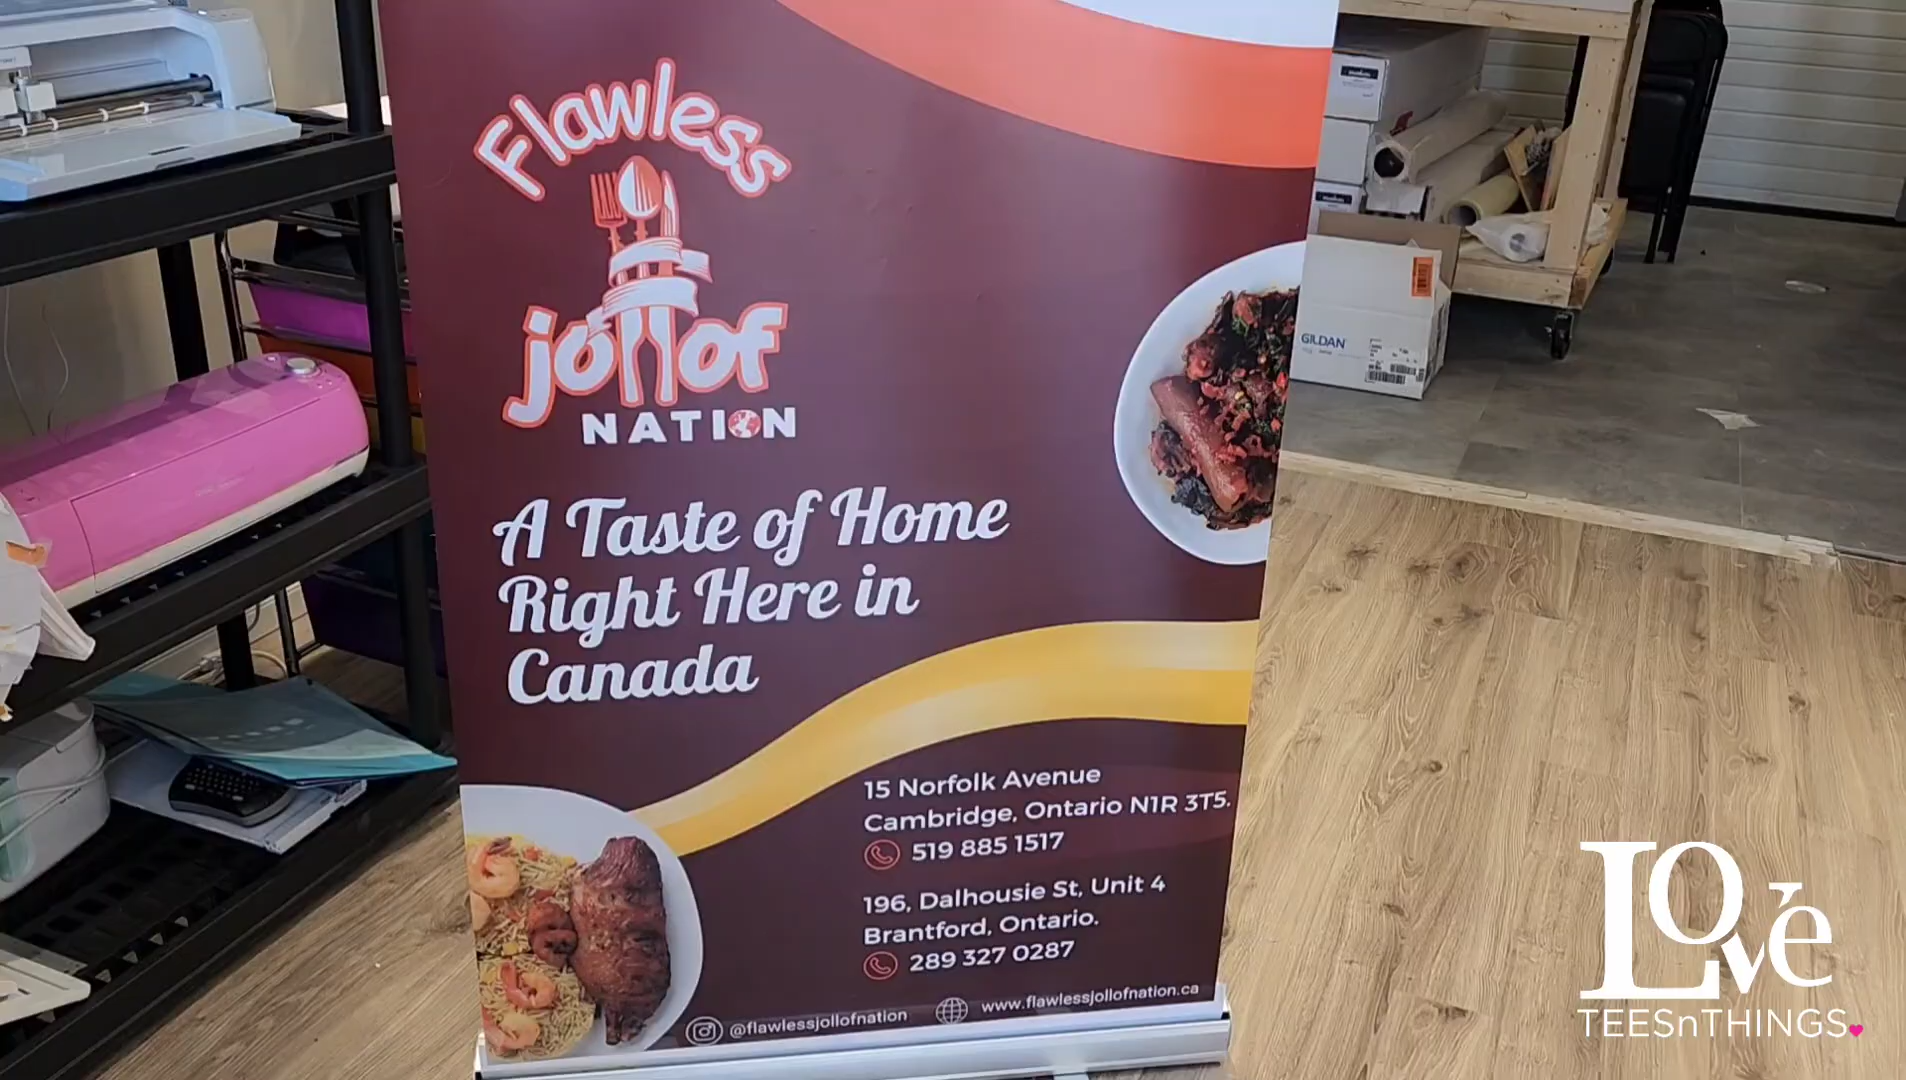 Flawless
jollof
NATION
A Taste of Home
Right Here in
Canada
15 Norfolk Avenue
Cambridge, Ontario N1R 3T5.
519 885 1517
196, Dalhousie St, Unit 4
Brantford, Ontario.
289 327 0287
@flawlessjollofnation
www.flawlessjollofnation.ca
GILDAN
LOVe
TEESnTHINGS